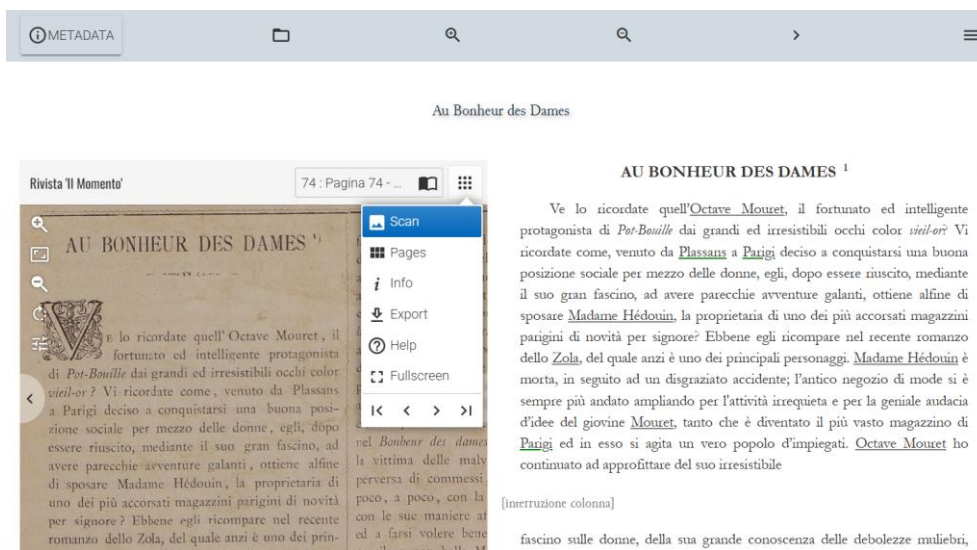 METADATA
Au Bonheur des Dames
Rivista 'Il Momento'
74 : Pagina 74 - ...
Scan
Pages
Info
Export
Help
Fullscreen
AU BONHEUR DES DAMES ¹)
VE lo ricordate quell' Octave Mouret, il
fortunato ed intelligente protagonista
di Pot-Bouille dai grandi ed irresistibili occhi color
vieil-or ? Vi ricordate come, venuto da Plassans
a Parigi deciso a conquistarsi una buona posi-
zione sociale per mezzo delle donne, egli, dopo
essere riuscito, mediante il suo gran fascino, ad
avere parecchie avventure galanti, ottiene alfine
di sposare Madame Hédouin, la proprietaria di
uno dei più accorsati magazzini parigini di novità
per signore ? Ebbene egli ricompare nel recente
romanzo dello Zola, del quale anzi è uno dei prin-
nel Bonheur des dames
la vittima delle malv
perversa di commessi
poco, a poco, con la
con le sue maniere af
ed a farsi volere bene
AU BONHEUR DES DAMES ¹
Ve lo ricordate quell'Octave Mouret, il fortunato ed intelligente
protagonista di Pot-Bouille dai grandi ed irresistibili occhi color vieil-or? Vi
ricordate come, venuto da Plassans a Parigi deciso a conquistarsi una buona
posizione sociale per mezzo delle donne, egli, dopo essere riuscito, mediante
il suo gran fascino, ad avere parecchie avventure galanti, ottiene alfine di
sposare Madame Hédouin, la proprietaria di uno dei più accorsati magazzini
parigini di novità per signore? Ebbene egli ricompare nel recente romanzo
dello Zola, del quale anzi è uno dei principali personaggi. Madame Hédouin è
morta, in seguito ad un disgraziato accidente; l'antico negozio di mode si è
sempre più andato ampliando per l'attività irrequieta e per la geniale audacia
d'idee del giovine Mouret, tanto che è diventato il più vasto magazzino di
Parigi ed in esso si agita un vero popolo d'impiegati. Octave Mouret ho
continuato ad approfittare del suo irresistibile
[interruzione colonna]
fascino sulle donne, della sua grande conoscenza delle debolezze muliebri,